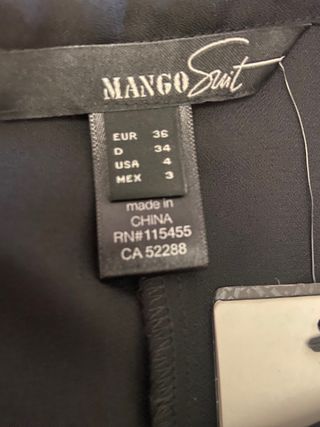 MANGO Suit
EUR 36
D 34
USA 4
MEX 3
made in
CHINA
RN#115455
CA 52288